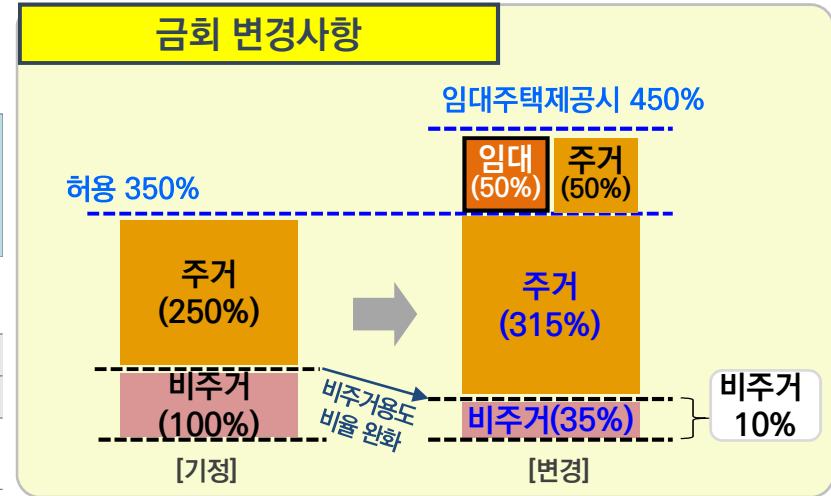 금회 변경사항
임대주택제공시 450%
임대
(50%)
주거
(50%)
허용 350%
주거
(250%)
주거
(315%)
비주거
(100%)
비주거용도
비율 완화
비주거(35%)
비주거
10%
[기정]
[변경]